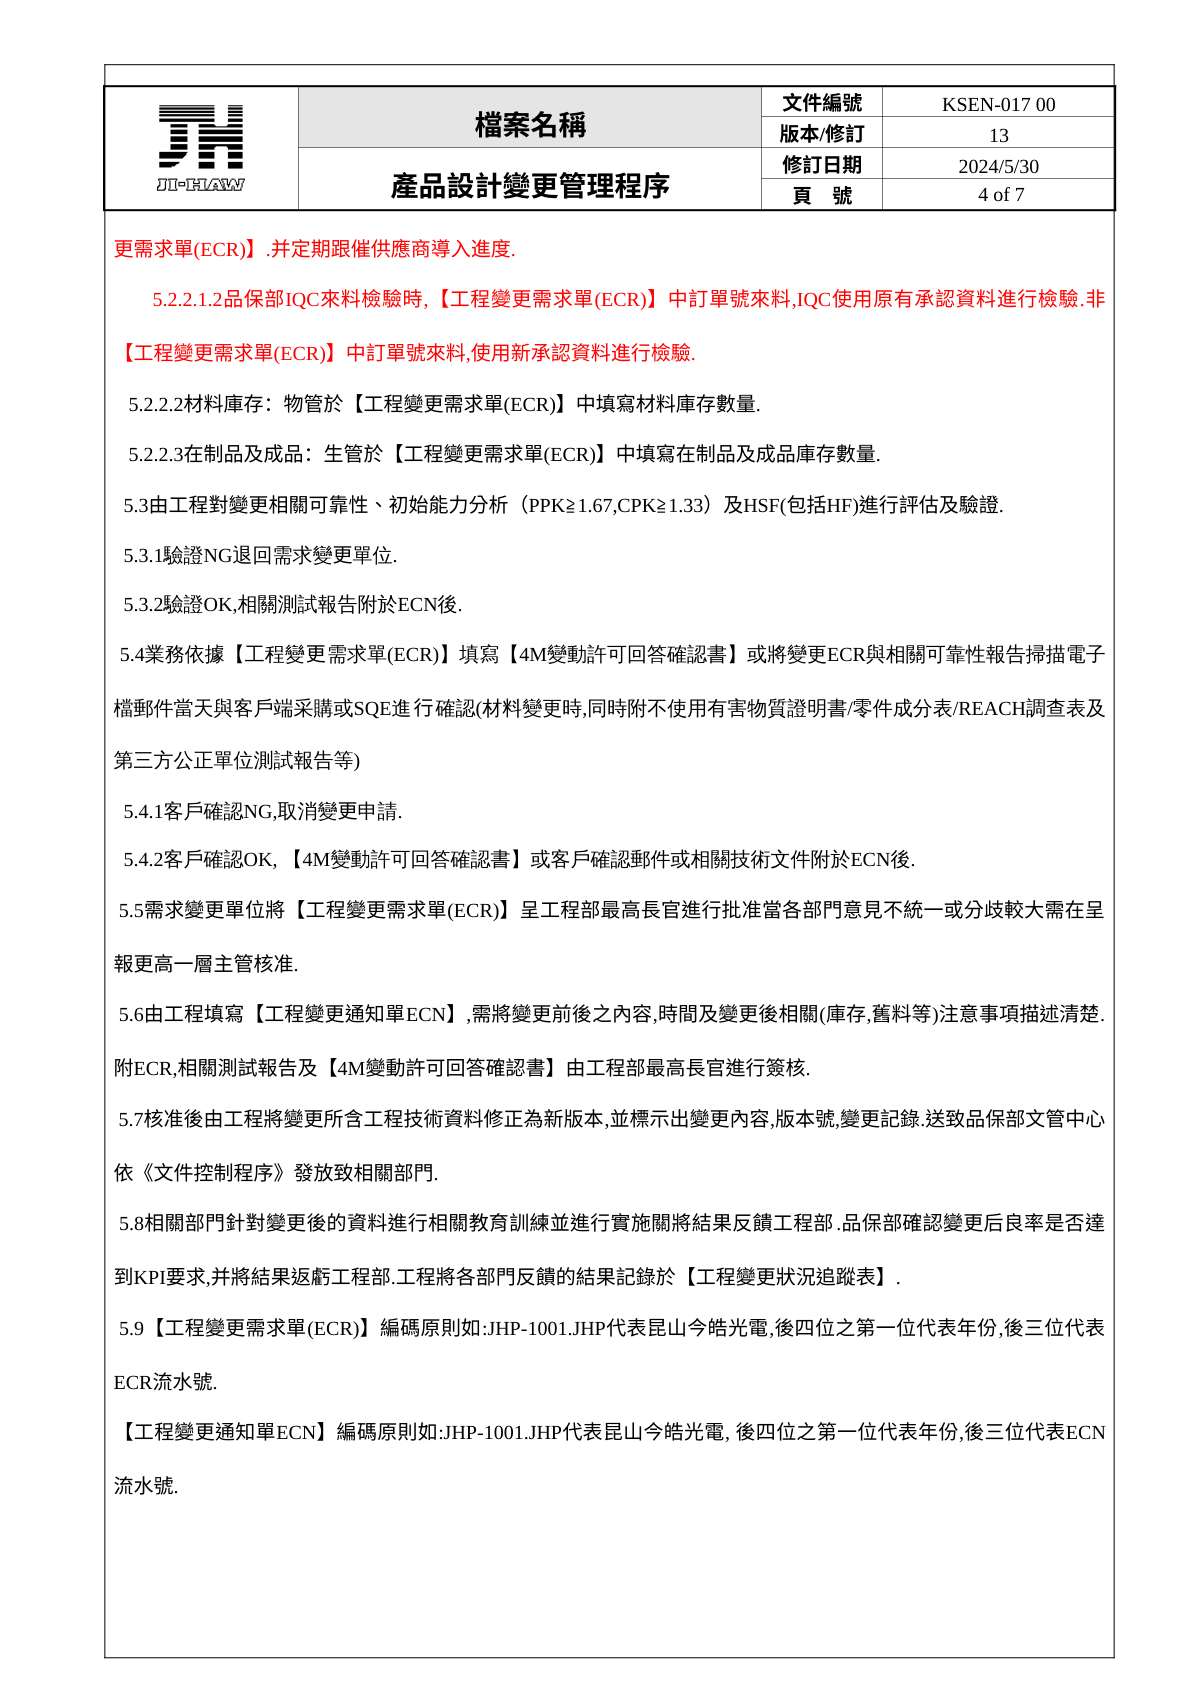 JH
JI-HAW
檔案名稱
產品設計變更管理程序
文件編號 KSEN-017 00
版本/修訂 13
修訂日期 2024/5/30
頁 號 4 of 7
更需求單(ECR)】.并定期跟催供應商導入進度.
5.2.2.1.2品保部IQC來料檢驗時,【工程變更需求單(ECR)】中訂單號來料,IQC使用原有承認資料進行檢驗.非
【工程變更需求單(ECR)】中訂單號來料,使用新承認資料進行檢驗.
5.2.2.2材料庫存：物管於【工程變更需求單(ECR)】中填寫材料庫存數量.
5.2.2.3在制品及成品：生管於【工程變更需求單(ECR)】中填寫在制品及成品庫存數量.
5.3由工程對變更相關可靠性、初始能力分析（PPK≧1.67,CPK≧1.33）及HSF(包括HF)進行評估及驗證.
5.3.1驗證NG退回需求變更單位.
5.3.2驗證OK,相關測試報告附於ECN後.
5.4業務依據【工程變更需求單(ECR)】填寫【4M變動許可回答確認書】或將變更ECR與相關可靠性報告掃描電子
檔郵件當天與客戶端采購或SQE進行確認(材料變更時,同時附不使用有害物質證明書/零件成分表/REACH調查表及
第三方公正單位測試報告等)
5.4.1客戶確認NG,取消變更申請.
5.4.2客戶確認OK, 【4M變動許可回答確認書】或客戶確認郵件或相關技術文件附於ECN後.
5.5需求變更單位將【工程變更需求單(ECR)】呈工程部最高長官進行批准當各部門意見不統一或分歧較大需在呈
報更高一層主管核准.
5.6由工程填寫【工程變更通知單ECN】,需將變更前後之內容,時間及變更後相關(庫存,舊料等)注意事項描述清楚.
附ECR,相關測試報告及【4M變動許可回答確認書】由工程部最高長官進行簽核.
5.7核准後由工程將變更所含工程技術資料修正為新版本,並標示出變更內容,版本號,變更記錄.送致品保部文管中心
依《文件控制程序》發放致相關部門.
5.8相關部門針對變更後的資料進行相關教育訓練並進行實施關將結果反饋工程部.品保部確認變更后良率是否達
到KPI要求,并將結果返虧工程部.工程將各部門反饋的結果記錄於【工程變更狀況追蹤表】.
5.9【工程變更需求單(ECR)】編碼原則如:JHP-1001.JHP代表昆山今皓光電,後四位之第一位代表年份,後三位代表
ECR流水號.
【工程變更通知單ECN】編碼原則如:JHP-1001.JHP代表昆山今皓光電, 後四位之第一位代表年份,後三位代表ECN
流水號.